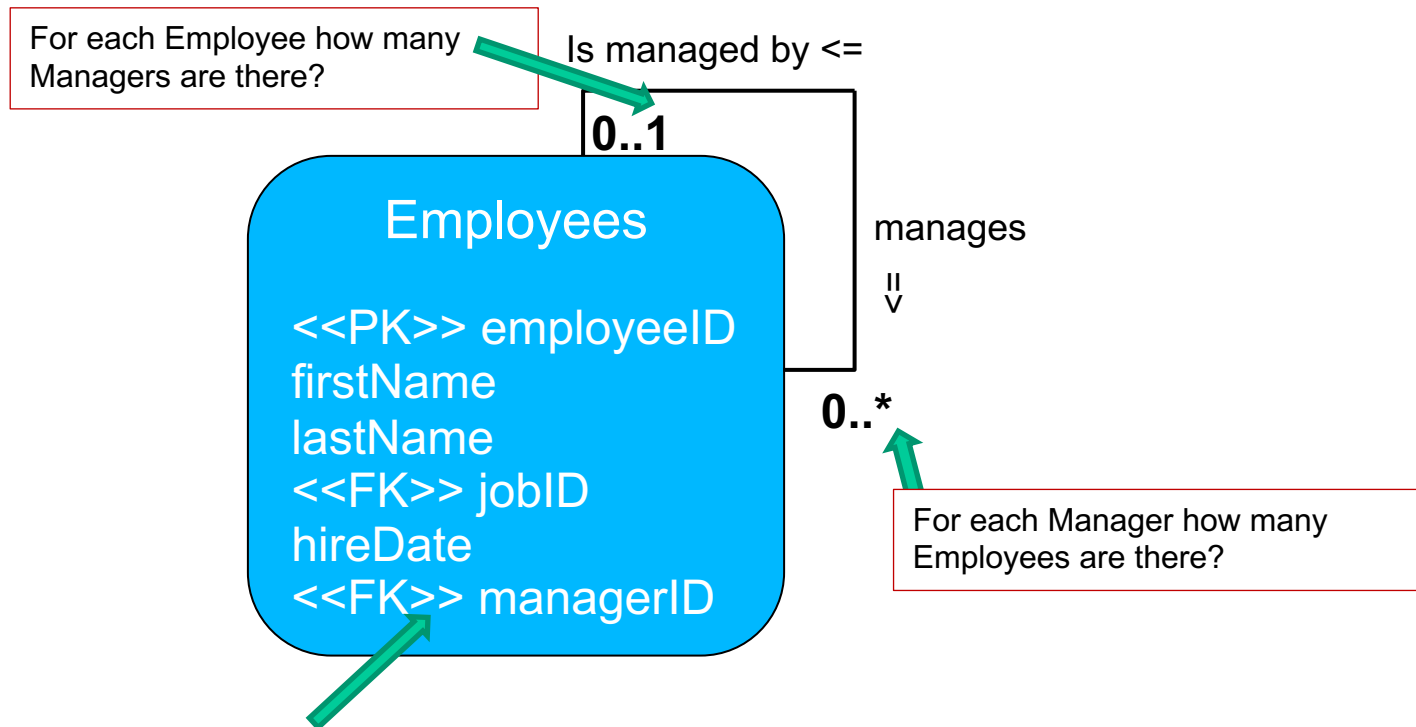 For each Employee how many
Managers are there?
Is managed by <=
0..1
Employees
manages
=>
<<PK>> employeeID
firstName
lastName
<<FK>> jobID
hireDate
<<FK>> managerID
0..*
For each Manager how many
Employees are there?